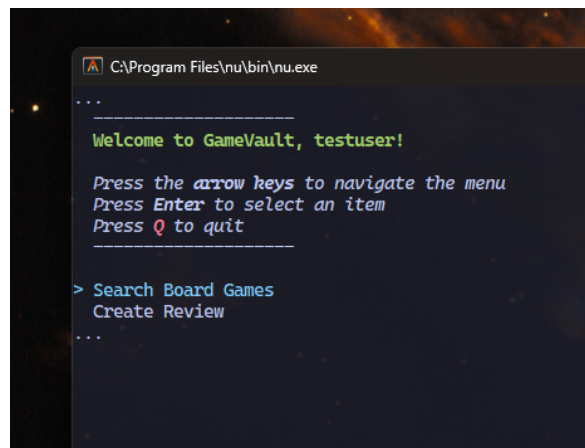 C:\Program Files\nu\bin\nu.exe
...
--------------------
Welcome to GameVault, testuser!
Press the arrow keys to navigate the menu
Press Enter to select an item
Press Q to quit
--------------------
> Search Board Games
Create Review
...